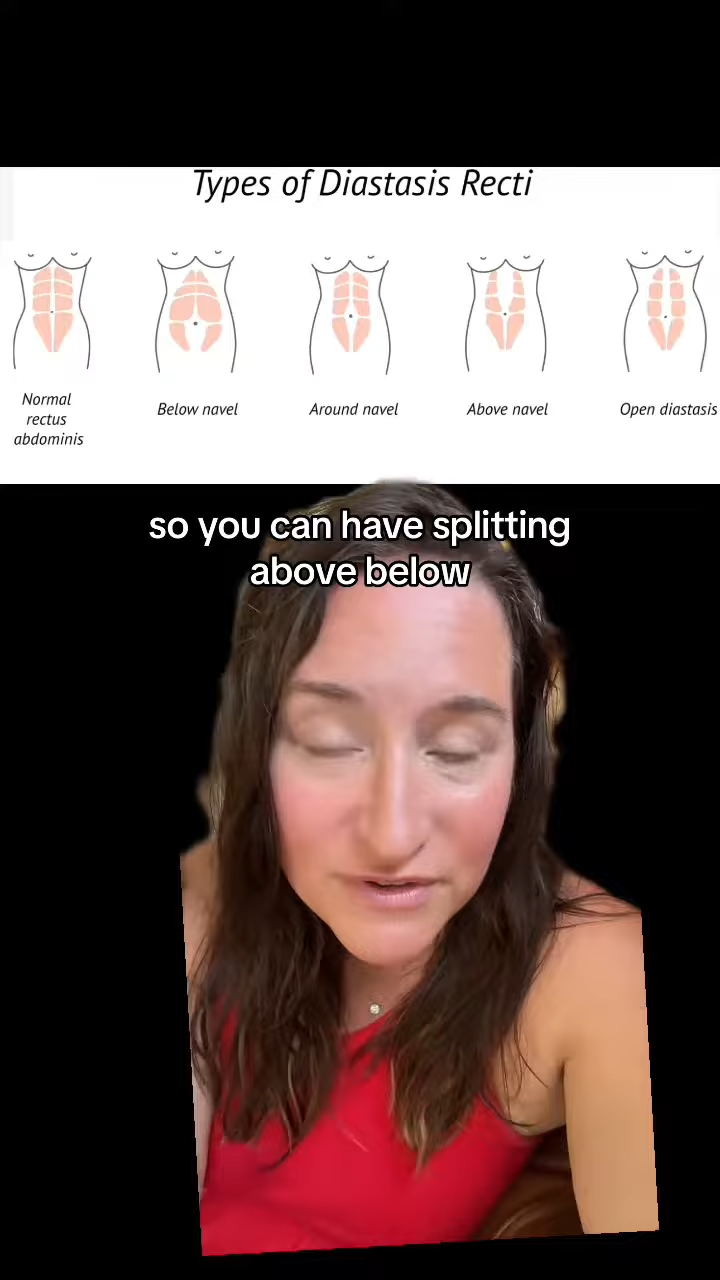 Types of Diastasis Recti
Normal
rectus
abdominis
Below navel
Around navel
Above navel
Open diastasis
so you can have splitting
above below